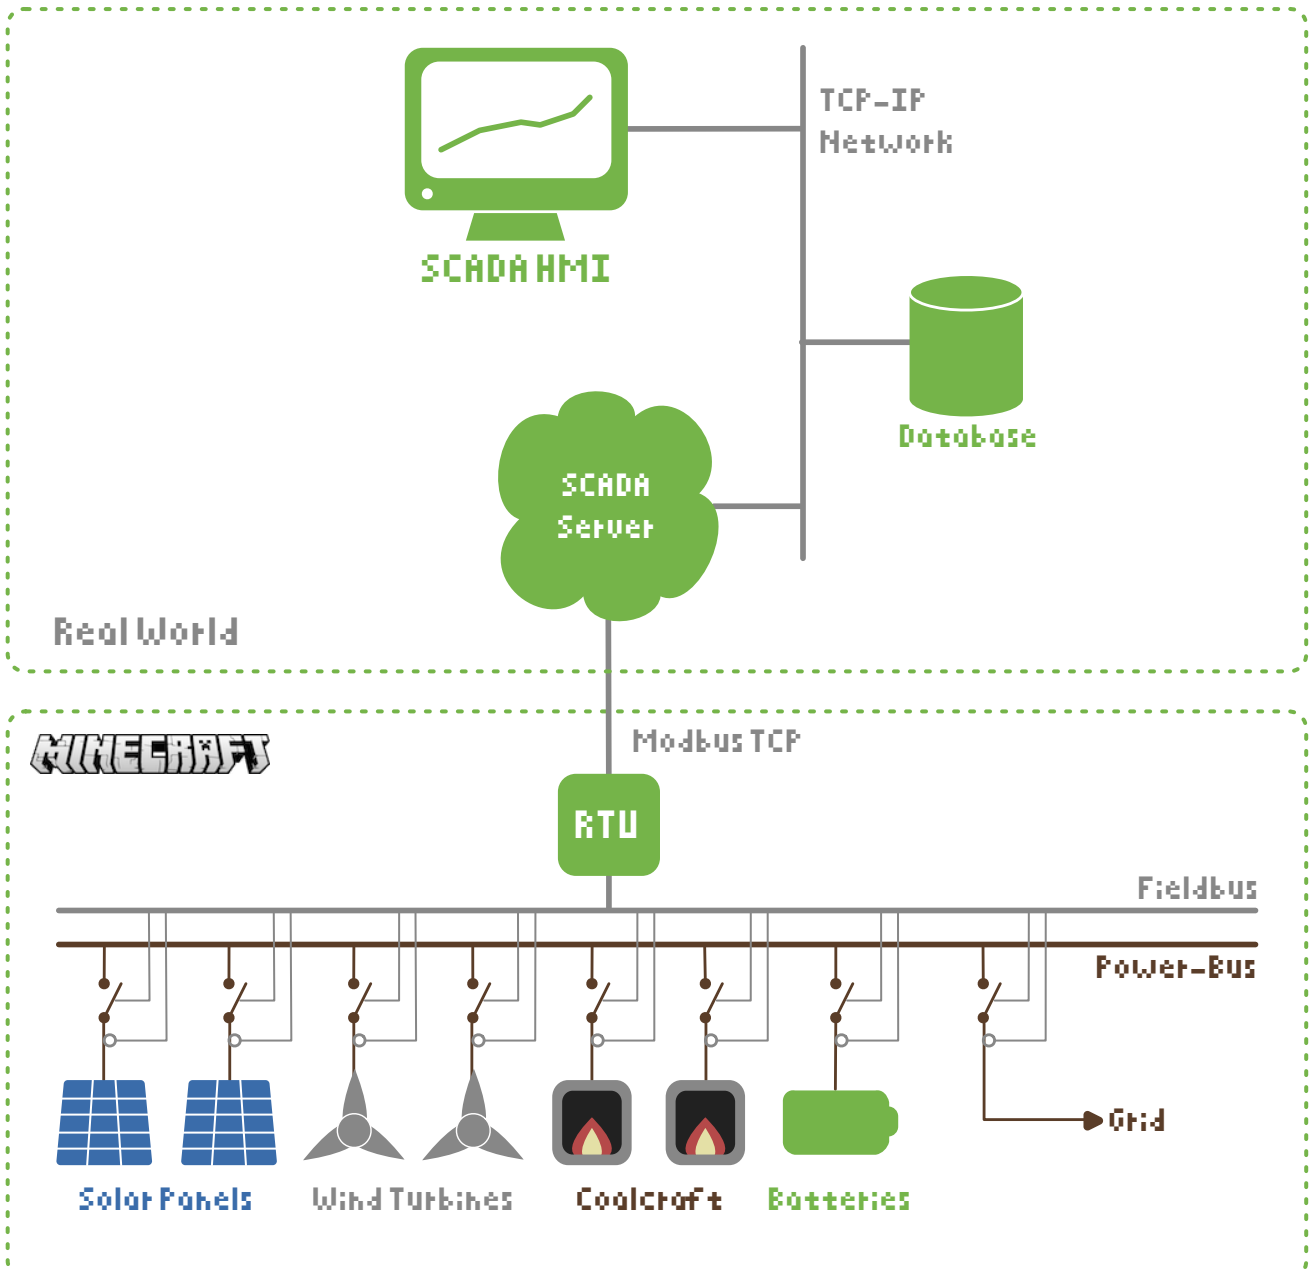 TCP-IP
Network
SCADA HMI
Database
SCADA
Server
Real World
MINECRAFT
Modbus TCP
RTU
Fieldbus
Power-Bus
Grid
Solar Panels
Wind Turbines
Coalcraft
Batteries